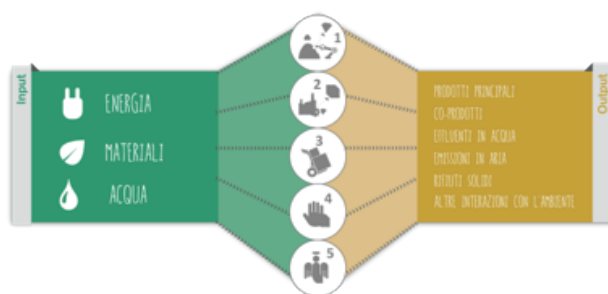 Input
ENERGIA
MATERIALI
ACQUA
1
2
3
4
5
PRODOTTI PRINCIPALI
CO-PRODOTTI
EFFLUENTI IN ACQUA
EMISSIONI IN ARIA
RIFIUTI SOLIDI
ALTRE INTERAZIONI CON L'AMBIENTE
Output